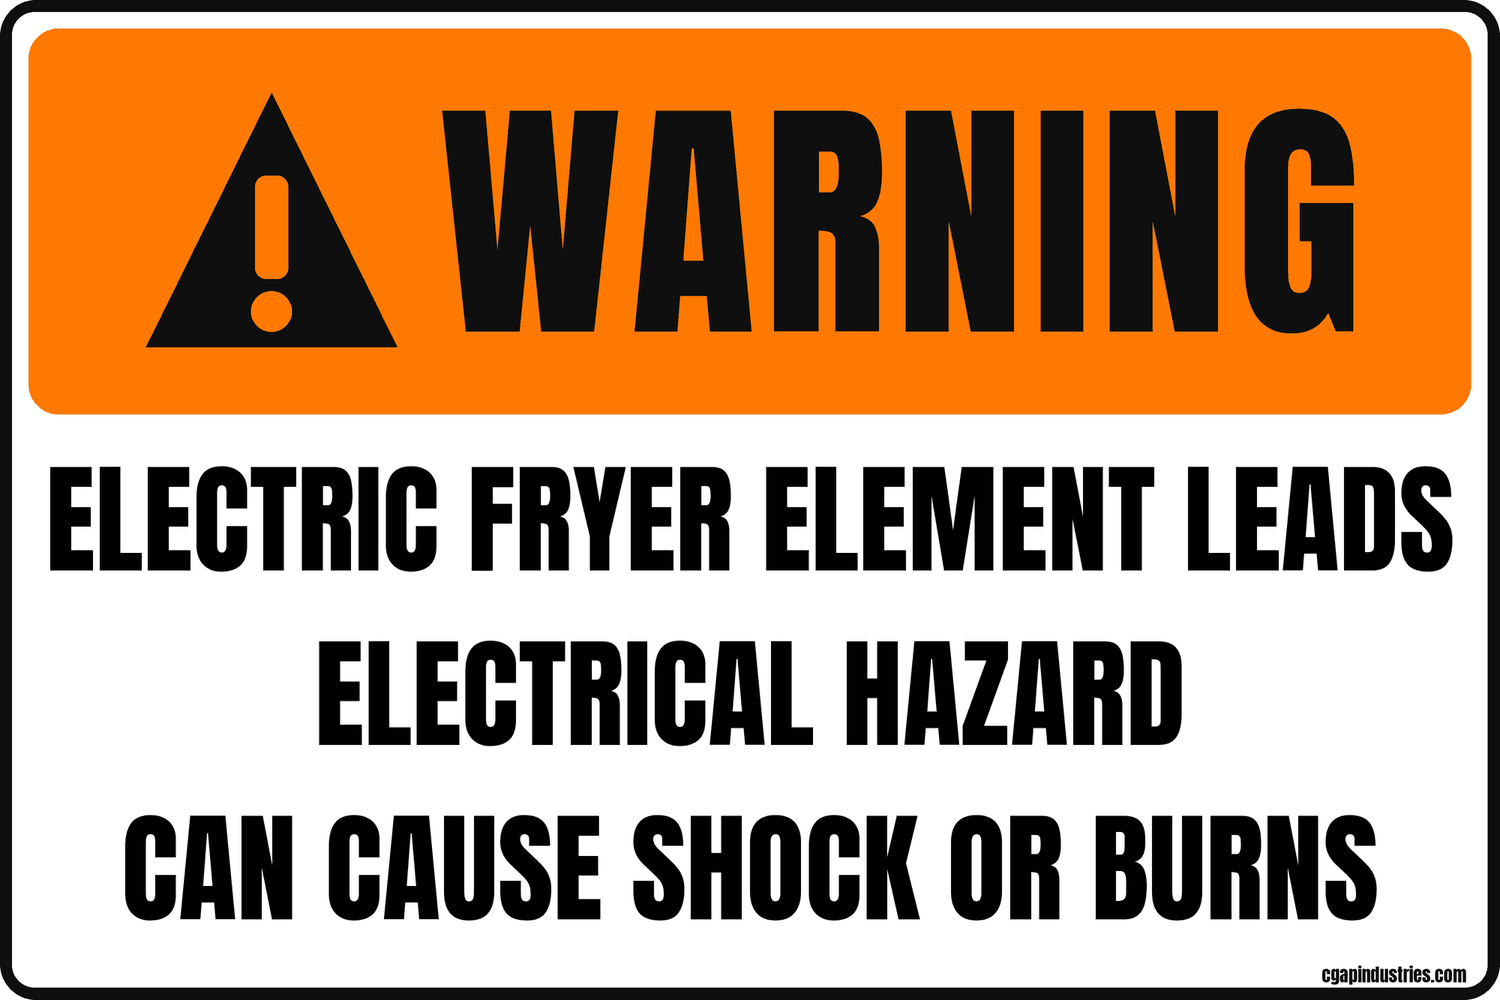 WARNING
ELECTRIC FRYER ELEMENT LEADS
ELECTRICAL HAZARD
CAN CAUSE SHOCK OR BURNS
cgapindustries.com